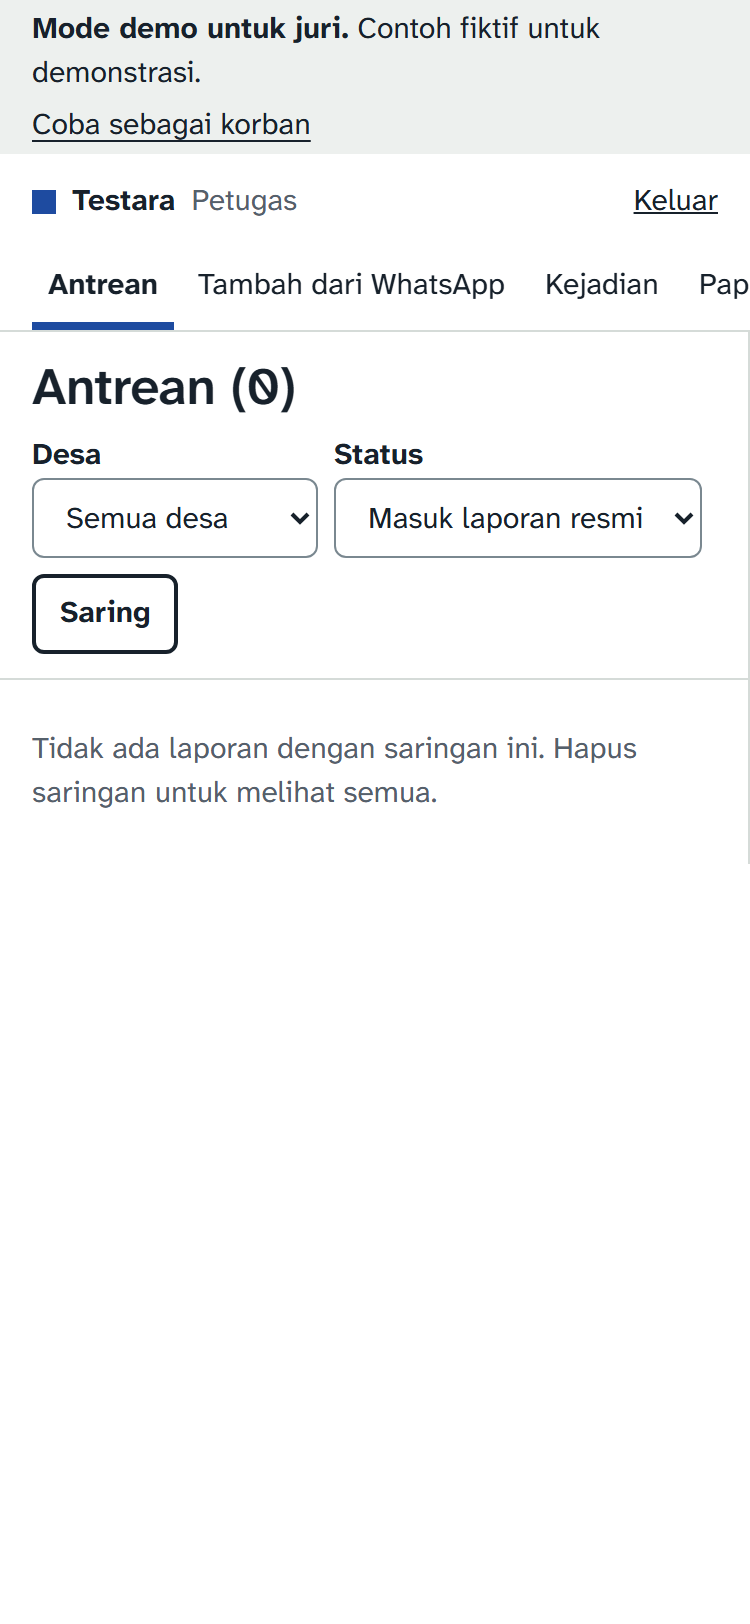 Mode demo untuk juri. Contoh fiktif untuk
demonstrasi.
Coba sebagai korban
Testara Petugas Keluar
Antrean Tambah dari WhatsApp Kejadian Pap
Antrean (0)
Desa Status
Semua desa Masuk laporan resmi
Saring
Tidak ada laporan dengan saringan ini. Hapus
saringan untuk melihat semua.